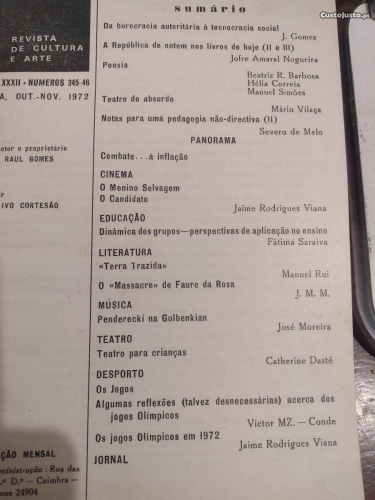 CustoJusto.pt
REVISTA
DE CULTURA
E ARTE
XXXII • NUMEROS 345-46
A, OUT.-NOV. 1972
ctor e proprietário
RAUL GOMES
or
IVO CORTESÃO
ÇÃO MENSAL
dministração: Rua das
.º D.º — Coimbra —
fone 24904
sumário
Da burocracia autoritária à tecnocracia social
J. Gomes
A República de ontem nos livros de hoje (II e III)
Jofre Amaral Nogueira
Poesia
Beatriz R. Barbosa
Hélia Correia
Manuel Simões
Teatro do absurdo
Mário Vilaça
Notas para uma pedagogia não-directiva (II)
Severo de Melo
PANORAMA
Combate...à inflação
CINEMA
O Menino Selvagem
O Candidato
Jaime Rodrigues Viana
EDUCAÇÃO
Dinâmica dos grupos—perspectivas de aplicação no ensino
Fátima Saraiva
LITERATURA
«Terra Trazida»
Manuel Rui
O «Massacre» de Faure da Rosa
J. M. M.
MÚSICA
Penderecki na Gulbenkian
José Moreira
TEATRO
Teatro para crianças
Catherine Dasté
DESPORTO
Os Jogos
Algumas reflexões (talvez desnecessárias) acerca dos
jogos Olímpicos
Victor MZ. — Conde
Os jogos Olímpicos em 1972
Jaime Rodrigues Viana
JORNAL